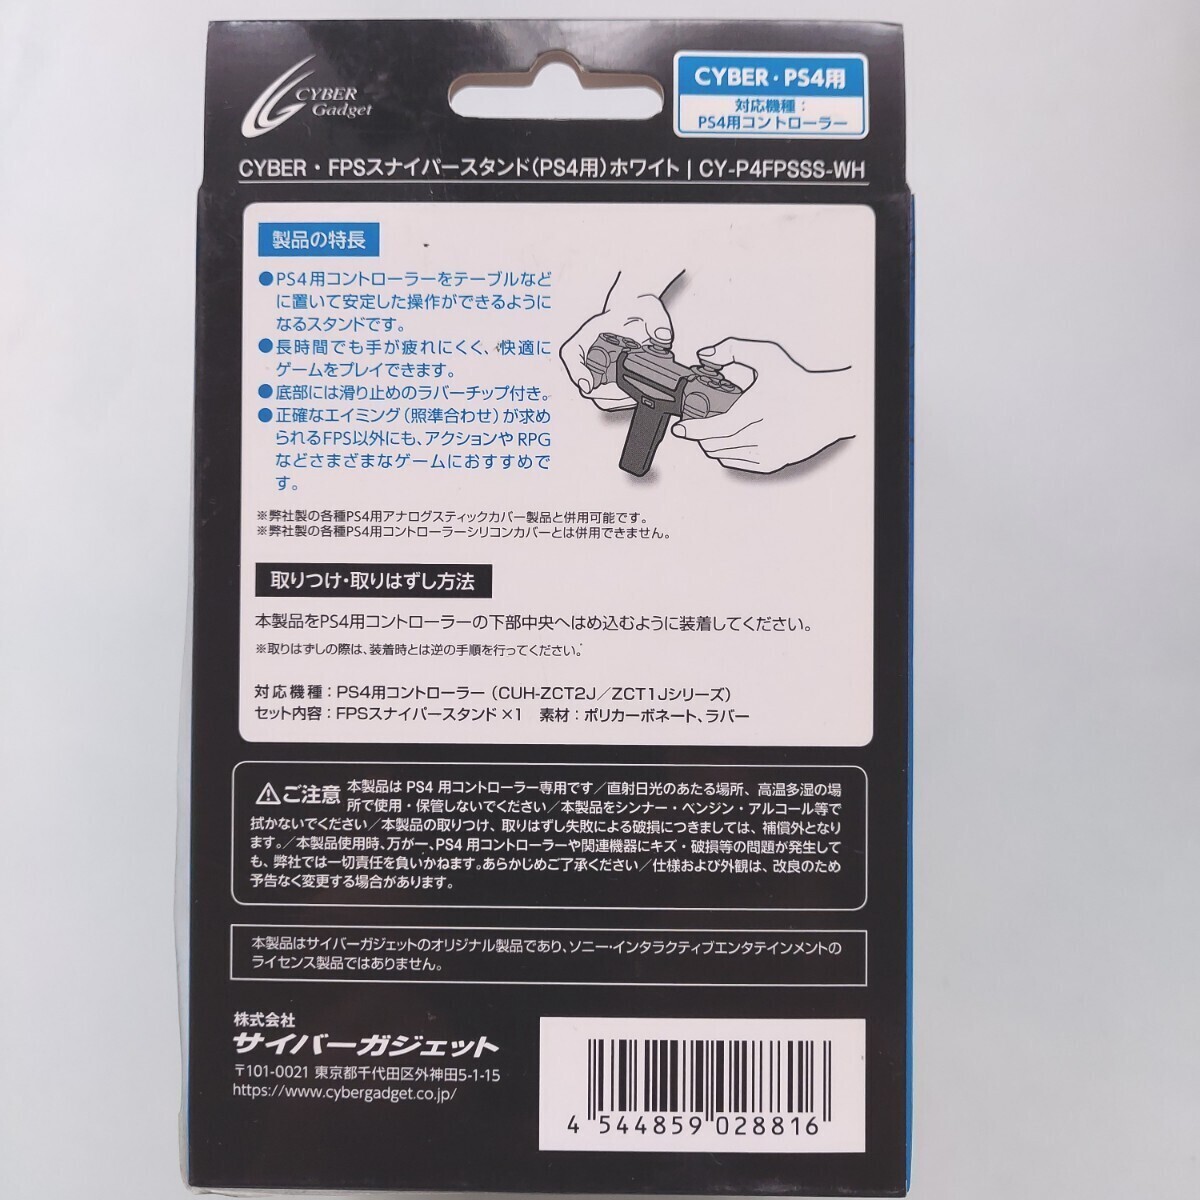 CYBER
Gadget
CYBER・PS4用
対応機種：
PS4用コントローラー
CYBER・FPSスナイパースタンド（PS4用）ホワイト | CY-P4FPSSS-WH
製品の特長
●PS4用コントローラーをテーブルなど
に置いて安定した操作ができるように
なるスタンドです。
●長時間でも手が疲れにくく、快適に
ゲームをプレイできます。
●底部には滑り止めのラバーチップ付き。
●正確なエイミング（照準合わせ）が求め
られるFPS以外にも、アクションやRPG
などさまざまなゲームにおすすめで
す。
※弊社製の各種PS4用アナログスティックカバー製品と併用可能です。
※弊社製の各種PS4用コントローラーシリコンカバーとは併用できません。
取りつけ・取りはずし方法
本製品をPS4用コントローラーの下部中央へはめ込むように装着してください。
※取りはずしの際は、装着時とは逆の手順を行ってください。
対応機種：PS4用コントローラー（CUH-ZCT2J／ZCT1Jシリーズ）
セット内容：FPSスナイパースタンド×1　素材：ポリカーボネート、ラバー
⚠ご注意 本製品は PS4 用コントローラー専用です／直射日光のあたる場所、高温多湿の場
所で使用・保管しないでください／本製品をシンナー・ベンジン・アルコール等で
拭かないでください／本製品の取りつけ、取りはずし失敗による破損につきましては、補償外となり
ます。／本製品使用時、万が一、PS4 用コントローラーや関連機器にキズ・破損等の問題が発生して
も、弊社では一切責任を負いかねます。あらかじめご了承ください／仕様および外観は、改良のため
予告なく変更する場合があります。
本製品はサイバーガジェットのオリジナル製品であり、ソニー・インタラクティブエンタテインメントの
ライセンス製品ではありません。
株式会社
サイバーガジェット
〒101-0021 東京都千代田区外神田5-1-15
https://www.cybergadget.co.jp/
4 544859 028816